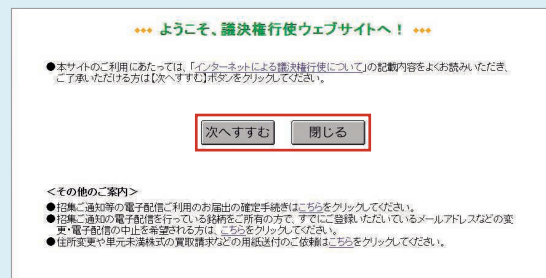 ようこそ、議決権行使ウェブサイトへ！
●本サイトのご利用にあたっては、「インターネットによる議決権行使について」の記載内容をよくお読みいただき、
ご了承いただける方は【次へすすむ】ボタンをクリックしてください。
次へすすむ 閉じる
＜その他のご案内＞
●招集ご通知等の電子配信ご利用のお届出の確定手続きはこちらをクリックしてください。
●招集ご通知の電子配信を行っている銘柄をご所有の方で、すでにご登録いただいているメールアドレスなどの変
更・電子配信の中止を希望される方は、こちらをクリックしてください。
●住所変更や単元未満株式の買取請求などの用紙送付のご依頼はこちらをクリックしてください。